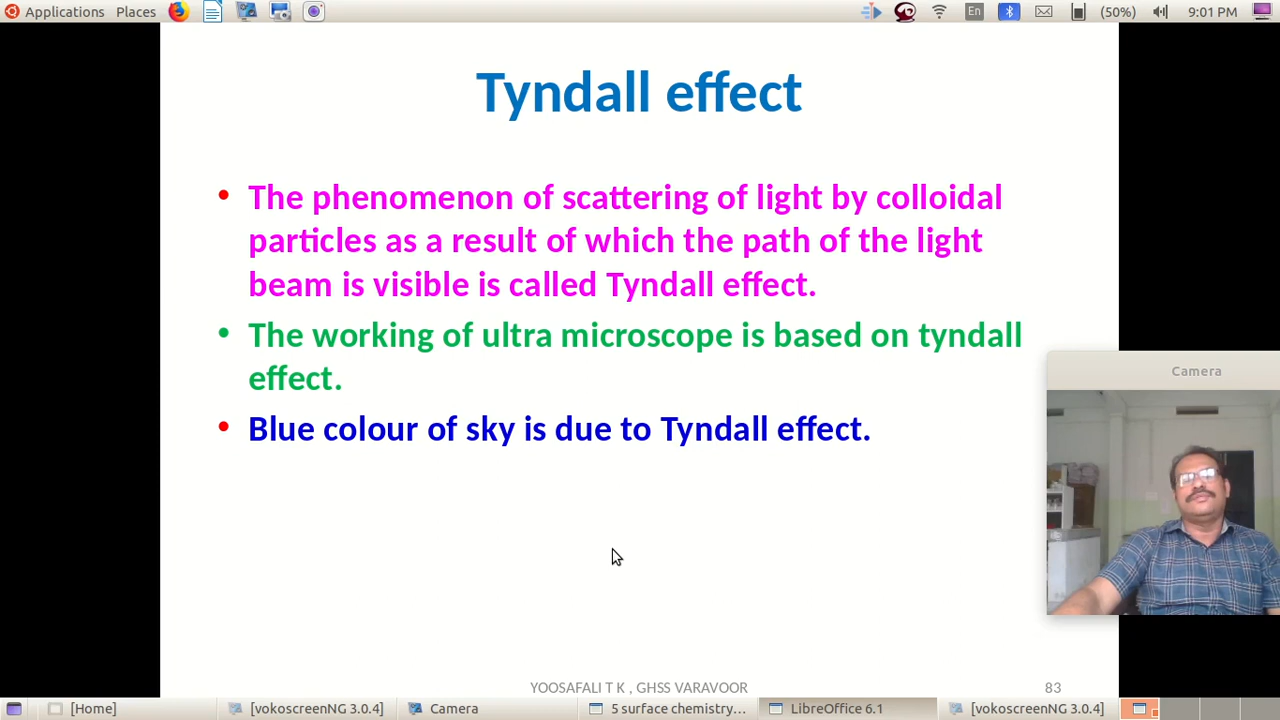 Applications Places En (50%) 9:01 PM
Tyndall effect
• The phenomenon of scattering of light by colloidal
particles as a result of which the path of the light
beam is visible is called Tyndall effect.
• The working of ultra microscope is based on tyndall
effect.
• Blue colour of sky is due to Tyndall effect.
Camera
YOOSAFALI T K , GHSS VARAVOOR 83
[Home] [vokoscreenNG 3.0.4] Camera 5 surface chemistry... LibreOffice 6.1 [vokoscreenNG 3.0.4]